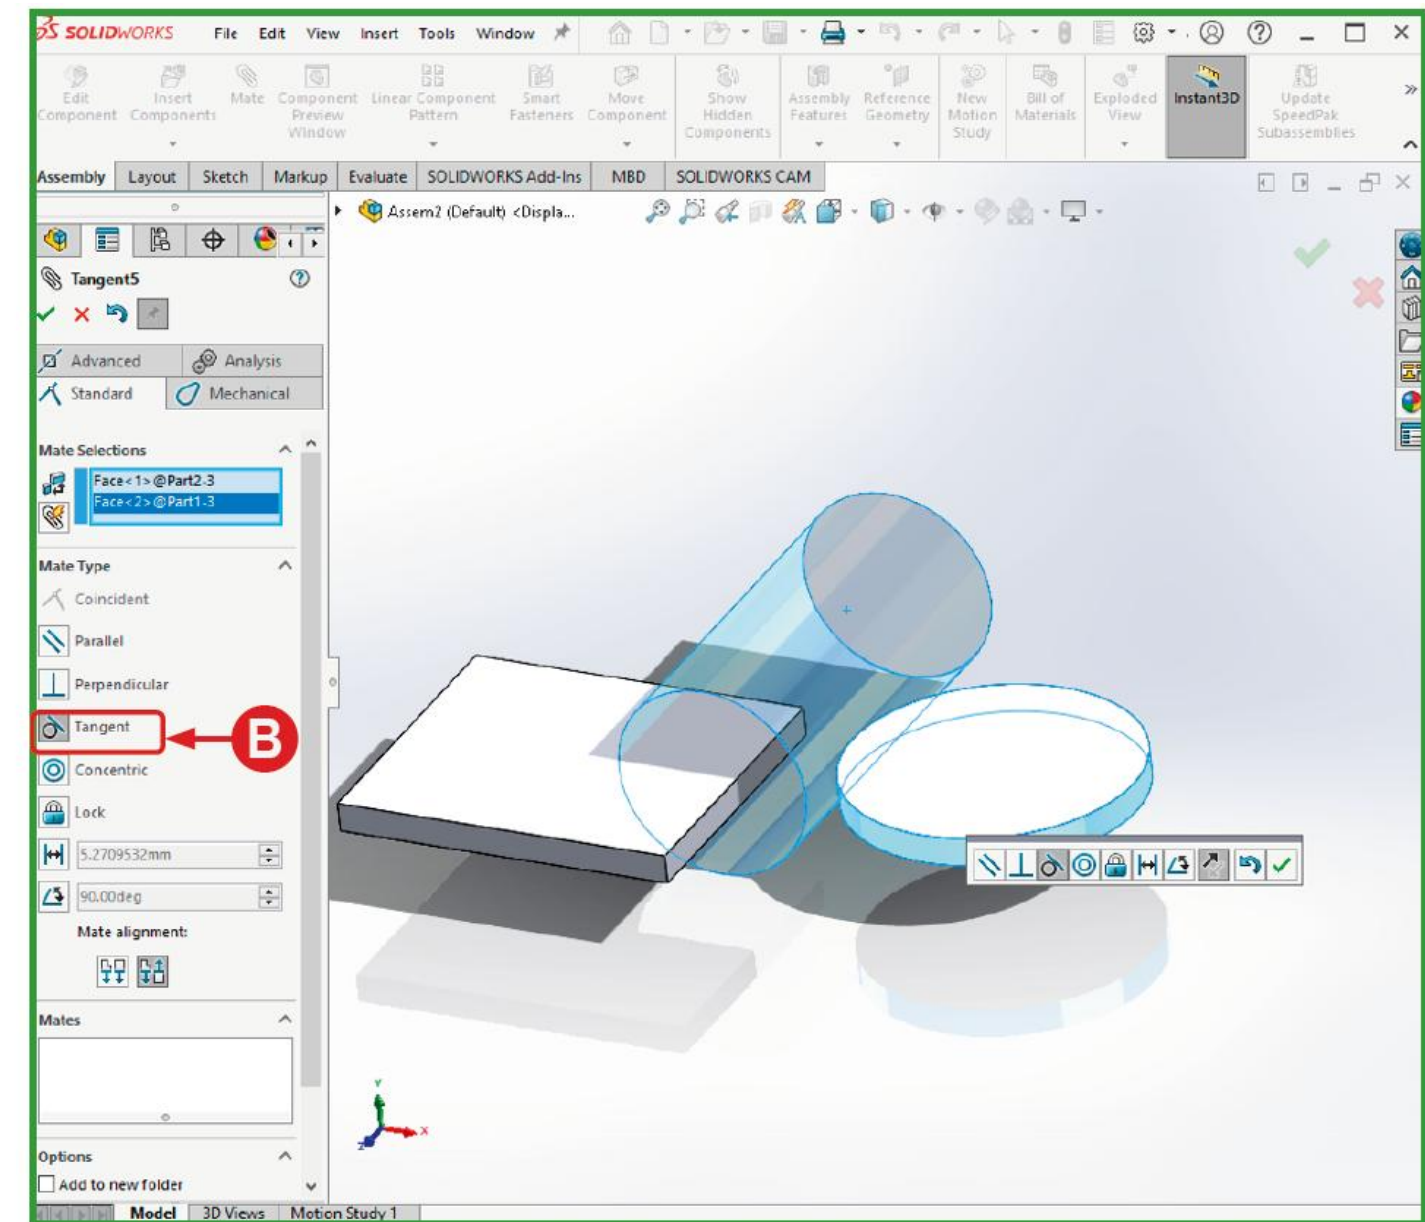 SOLIDWORKS File Edit View Insert Tools Window
Edit Component
Insert Components
Mate
Component Preview Window
Linear Component Pattern
Smart Fasteners
Move Component
Show Hidden Components
Assembly Features
Reference Geometry
New Motion Study
Bill of Materials
Exploded View
Instant3D
Update SpeedPak Subassemblies
Assembly Layout Sketch Markup Evaluate SOLIDWORKS Add-Ins MBD SOLIDWORKS CAM
Assem2 (Default) <Displa...
Tangent5
Advanced Analysis
Standard Mechanical
Mate Selections
Face<1>@Part2-3
Face<2>@Part1-3
Mate Type
Coincident
Parallel
Perpendicular
Tangent
B
Concentric
Lock
5.2709532mm
90.00deg
Mate alignment:
Mates
Y
X
Z
Options
Add to new folder
Model 3D Views Motion Study 1